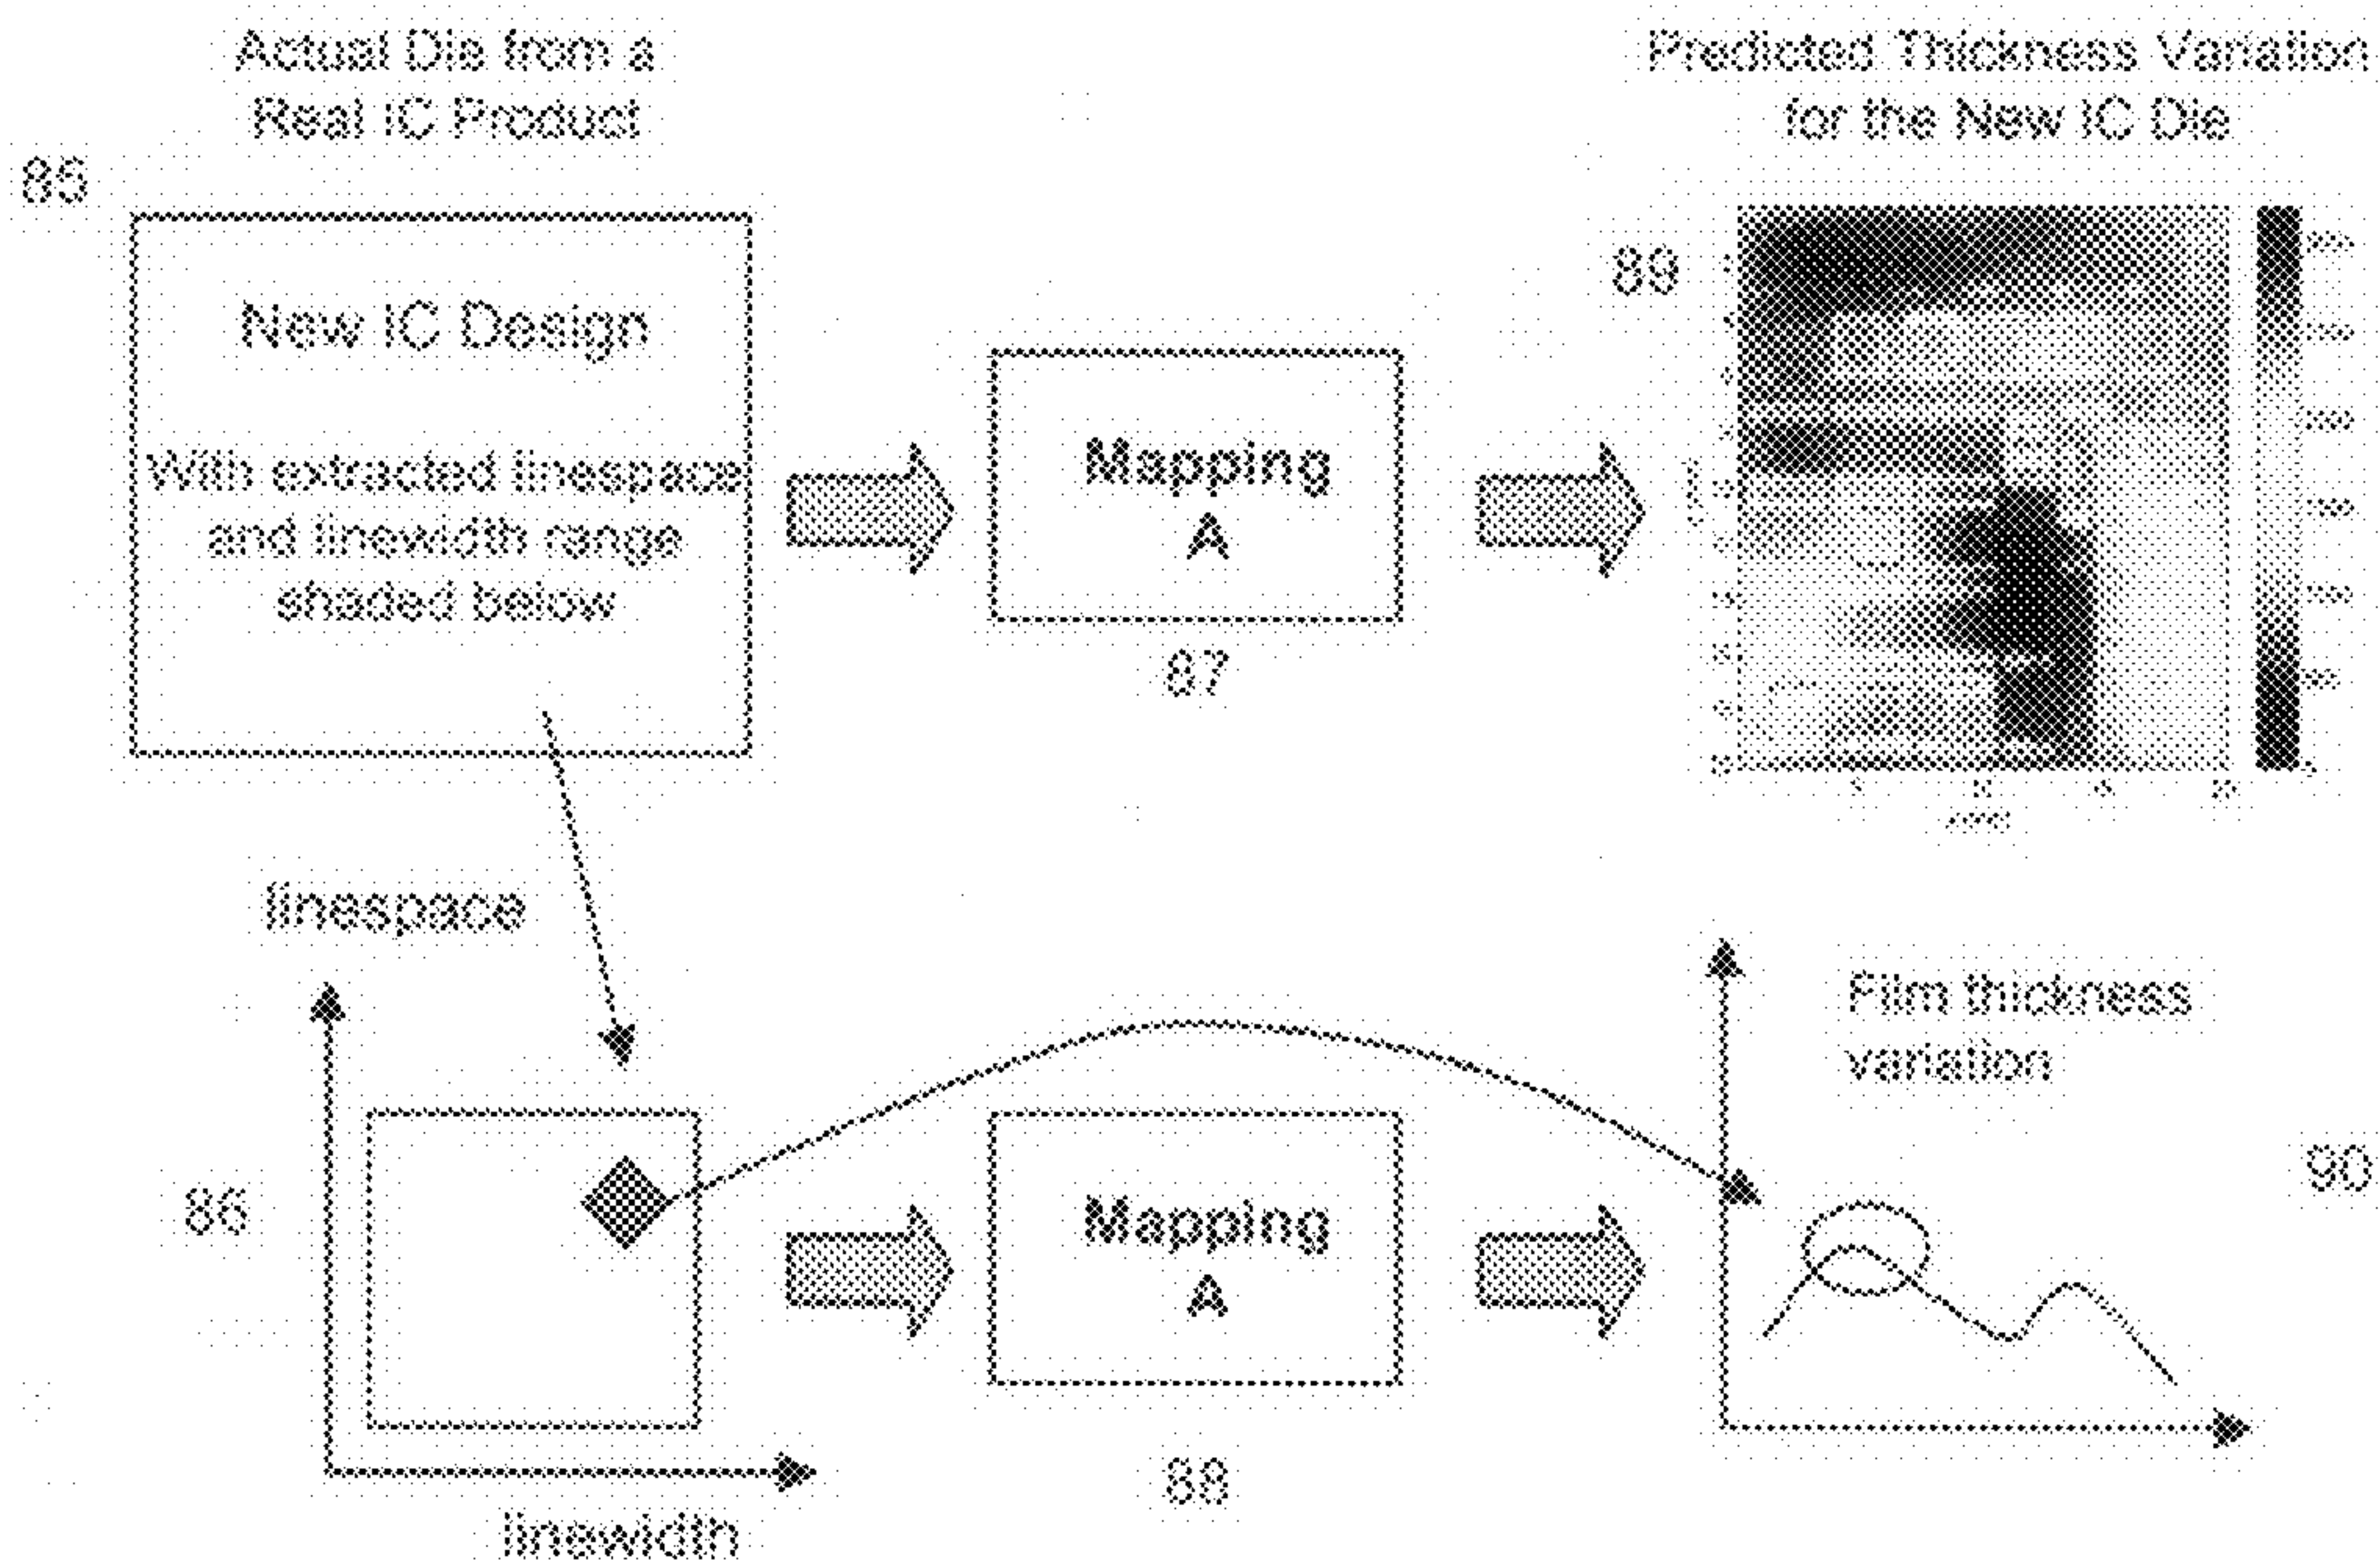 Actual Die from a
Real IC Product
Predicted Thickness Variation
for the New IC Die
85
New IC Design
With extracted linespace
and linewidth range
shaded below
Mapping
A
87
89
linespace
linewidth
86
Mapping
A
88
Film thickness
variation
90